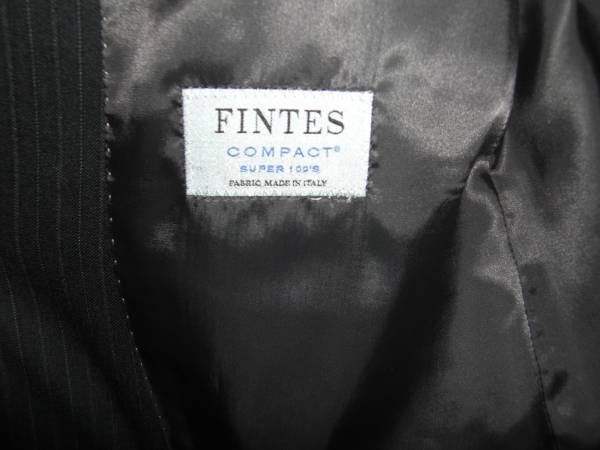 FINTES
COMPACT®
SUPER 100'S
FABRIC MADE IN ITALY